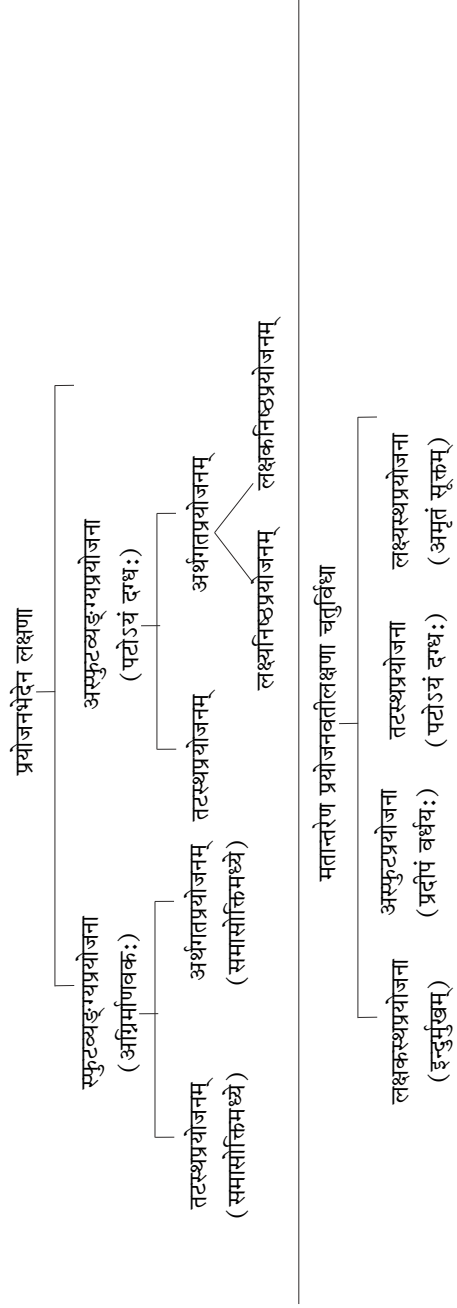 प्रयोजनभेदेन लक्षणा
स्फुटव्यङ्ग्यप्रयोजना
(अग्निर्माणवक:)
अस्फुटव्यङ्ग्यप्रयोजना
(पटोऽयं दग्ध:)
तटस्थप्रयोजनम्
(समासोक्तिमध्ये)
अर्थगतप्रयोजनम्
(समासोक्तिमध्ये)
तटस्थप्रयोजनम्
अर्थगतप्रयोजनम्
लक्ष्यनिष्ठप्रयोजनम्
लक्षकनिष्ठप्रयोजनम्
मतान्तरेण प्रयोजनवतीलक्षणा चतुर्विधा
लक्षकस्थप्रयोजना
(इन्दुर्मुखम्)
अस्फुटप्रयोजना
(प्रदीपं वर्धय:)
तटस्थप्रयोजना
(पटोऽयं दग्ध:)
लक्ष्यस्थप्रयोजना
(अमृतं सूक्तम्)